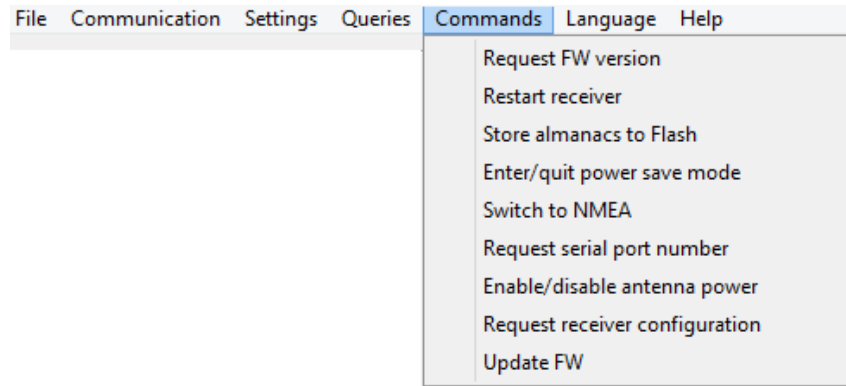 File Communication Settings Queries Commands Language Help
Request FW version
Restart receiver
Store almanacs to Flash
Enter/quit power save mode
Switch to NMEA
Request serial port number
Enable/disable antenna power
Request receiver configuration
Update FW